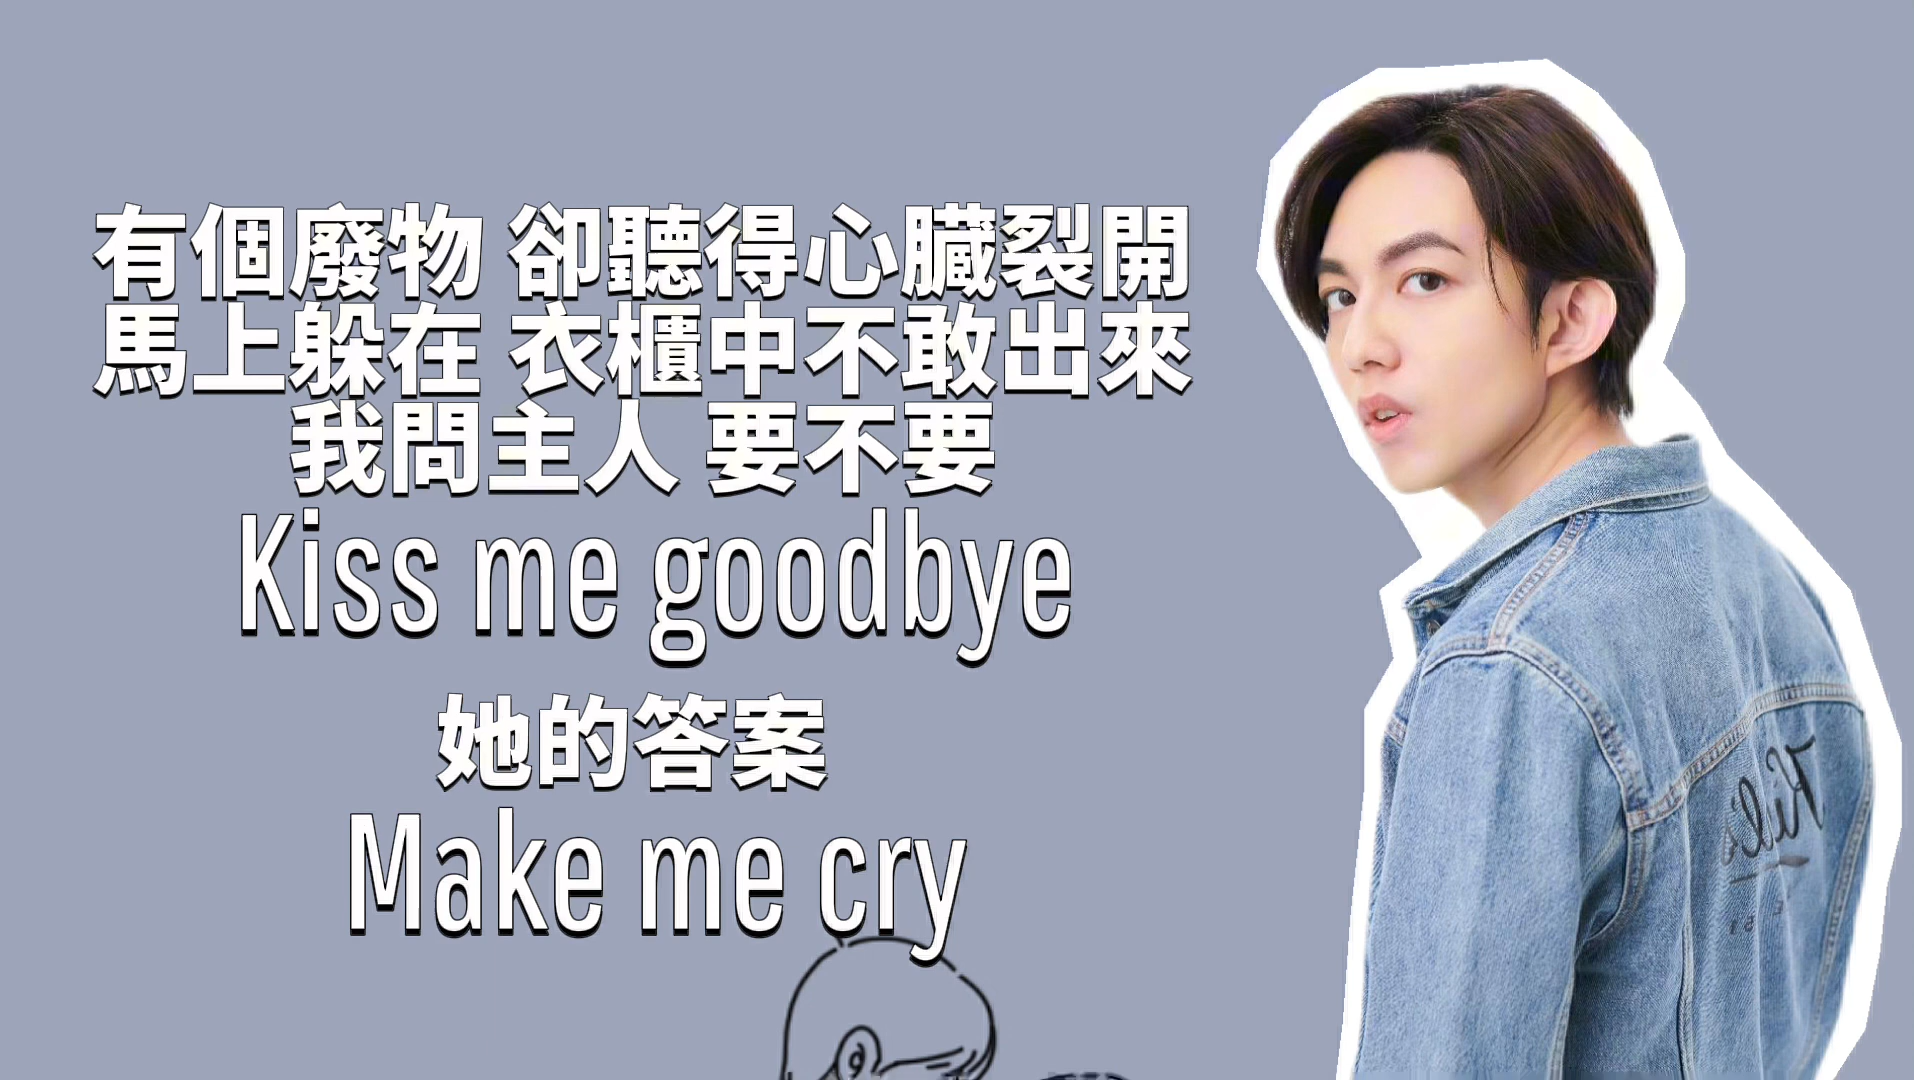 有個廢物 卻聽得心臟裂開
馬上躲在 衣櫃中不敢出來
我問主人 要不要
Kiss me goodbye
她的答案
Make me cry